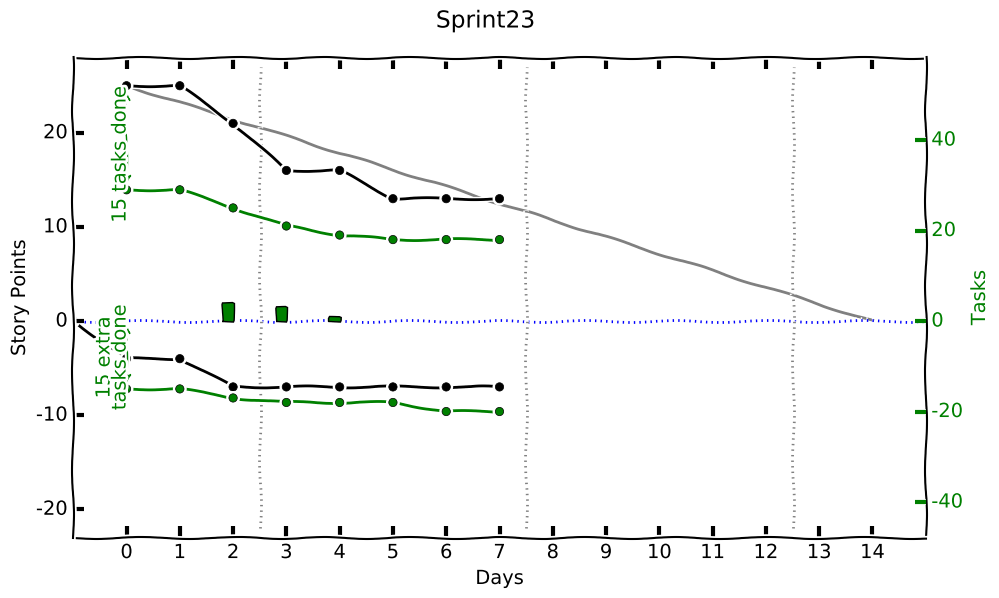 Sprint23
15 tasks_done
15 extra
tasks_done
20
10
0
-10
-20
Story Points
40
20
0
-20
-40
Tasks
0 1 2 3 4 5 6 7 8 9 10 11 12 13 14
Days